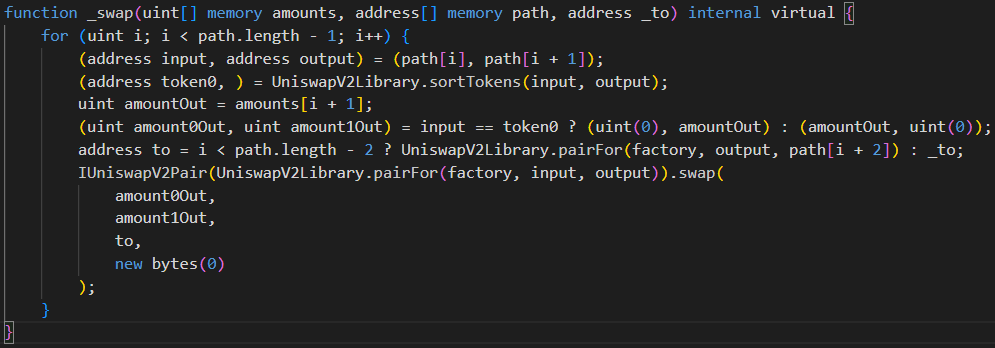 function _swap(uint[] memory amounts, address[] memory path, address _to) internal virtual {
    for (uint i; i < path.length - 1; i++) {
        (address input, address output) = (path[i], path[i + 1]);
        (address token0, ) = UniswapV2Library.sortTokens(input, output);
        uint amountOut = amounts[i + 1];
        (uint amount0Out, uint amount1Out) = input == token0 ? (uint(0), amountOut) : (amountOut, uint(0));
        address to = i < path.length - 2 ? UniswapV2Library.pairFor(factory, output, path[i + 2]) : _to;
        IUniswapV2Pair(UniswapV2Library.pairFor(factory, input, output)).swap(
            amount0Out,
            amount1Out,
            to,
            new bytes(0)
        );
    }
}